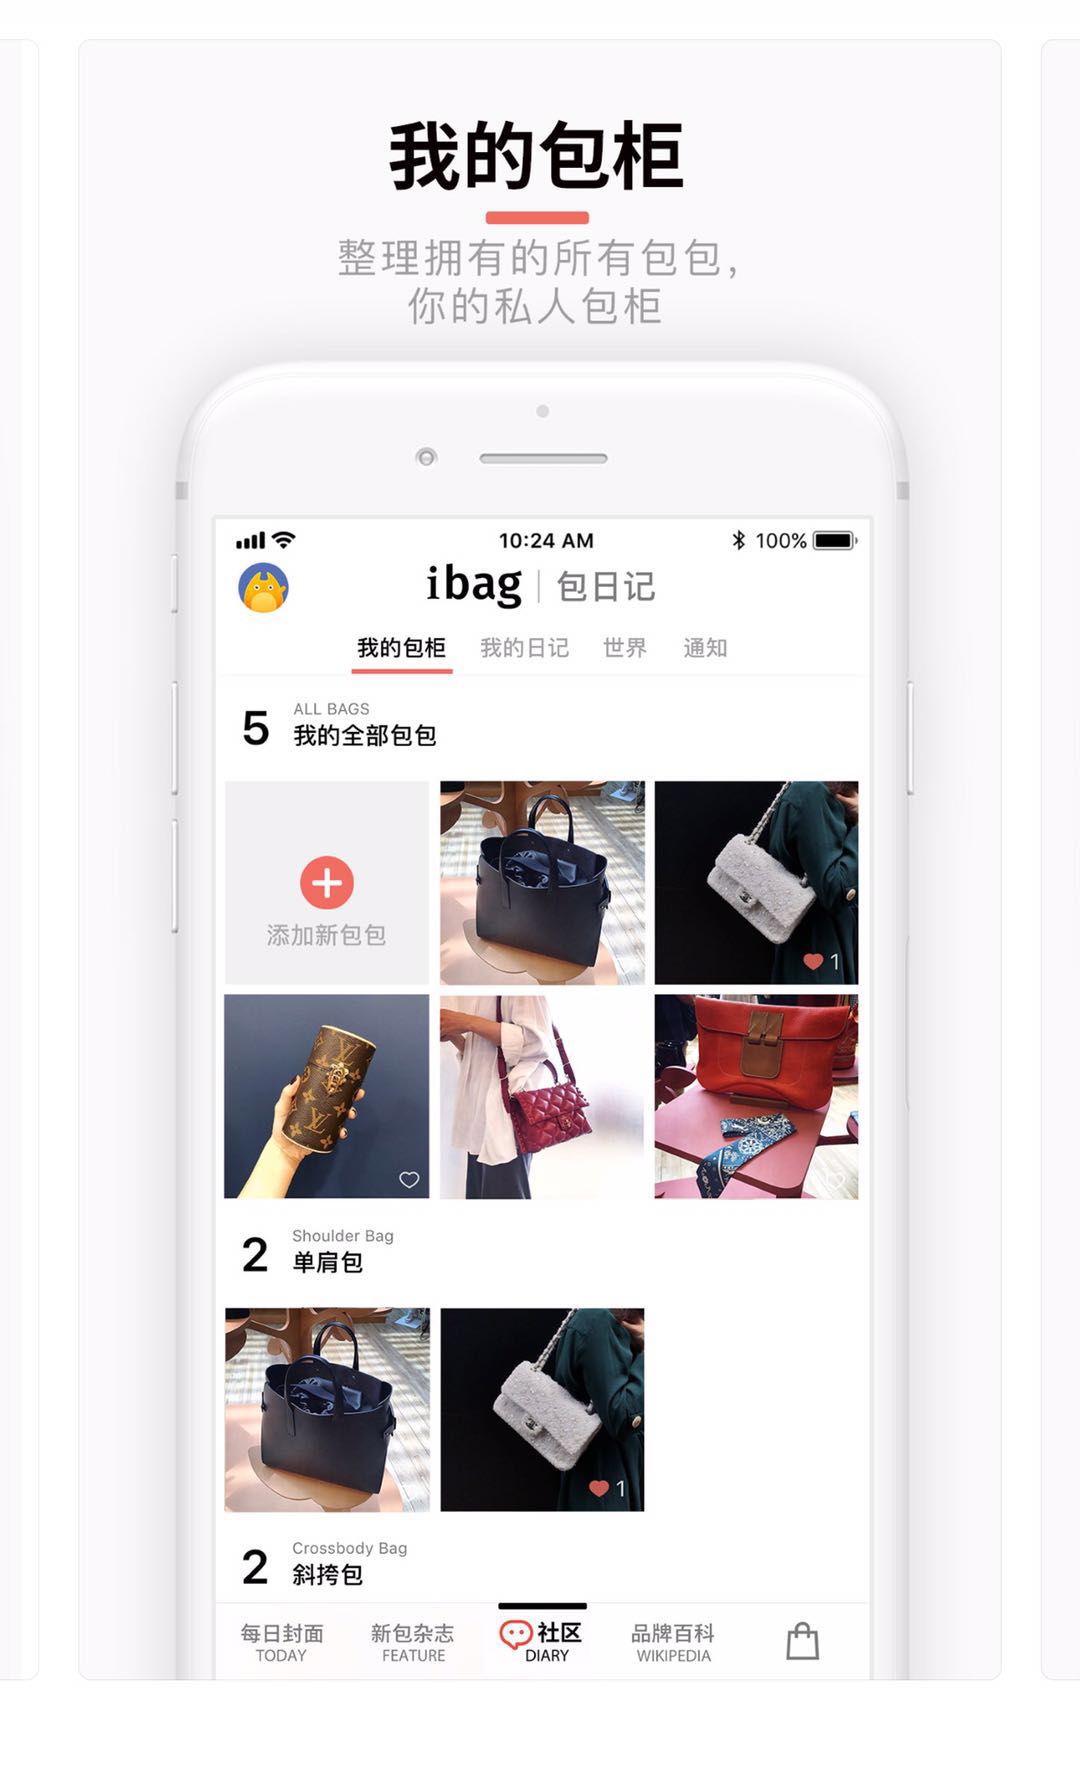 我的包柜
整理拥有的所有包包,
你的私人包柜
10:24 AM
100%
ibag | 包日记
我的包柜 我的日记 世界 通知
ALL BAGS
5 我的全部包包
添加新包包
1
Shoulder Bag
2 单肩包
1
Crossbody Bag
2 斜挎包
每日封面 新包杂志 社区 品牌百科
TODAY FEATURE DIARY WIKIPEDIA